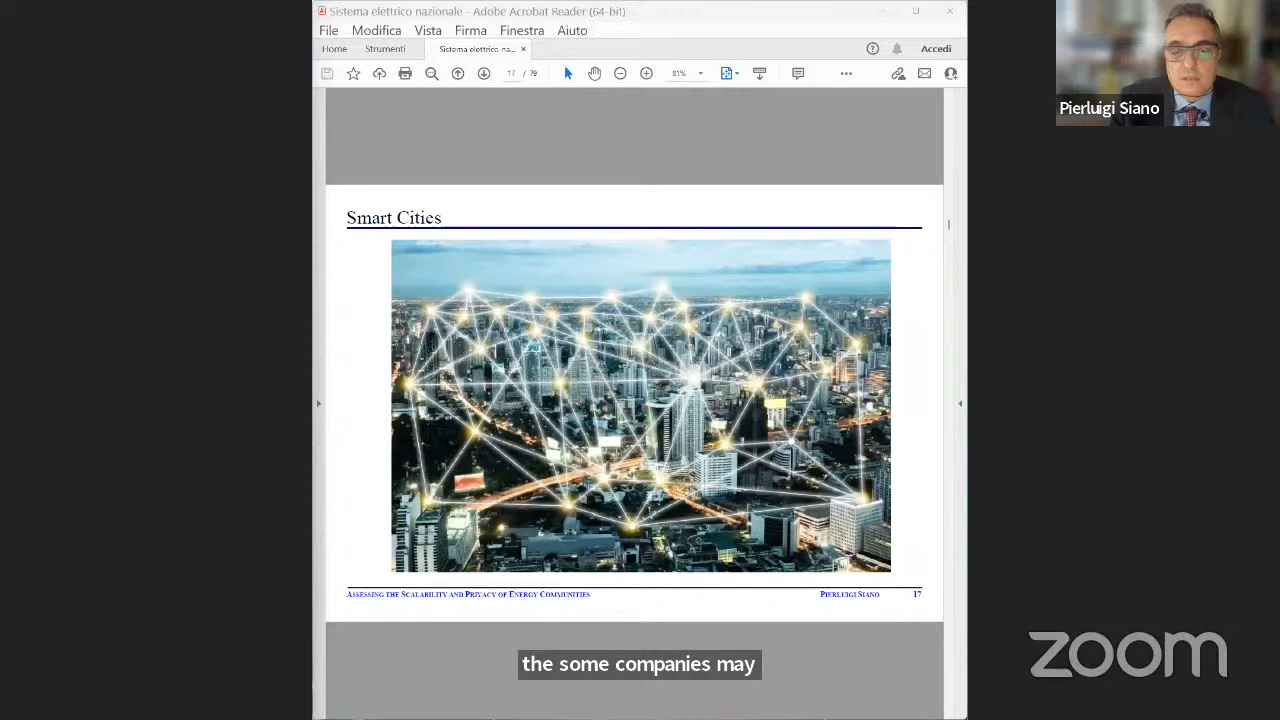 Sistema elettrico nazionale - Adobe Acrobat Reader (64-bit)
File Modifica Vista Firma Finestra Aiuto
Home Strumenti Sistema elettrico na... × Accedi
17 / 79 81%
Pierluigi Siano
Smart Cities
ASSESSING THE SCALABILITY AND PRIVACY OF ENERGY COMMUNITIES PIERLUIGI SIANO 17
the some companies may
zoom